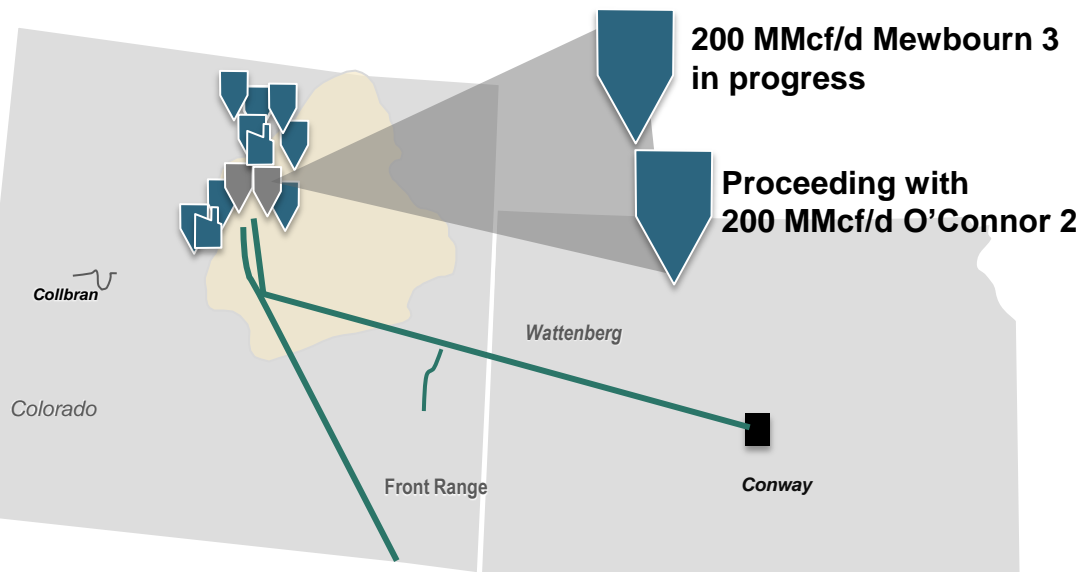 200 MMcf/d Mewbourn 3
in progress
Proceeding with
200 MMcf/d O’Connor 2
Collbran
Wattenberg
Colorado
Front Range
Conway